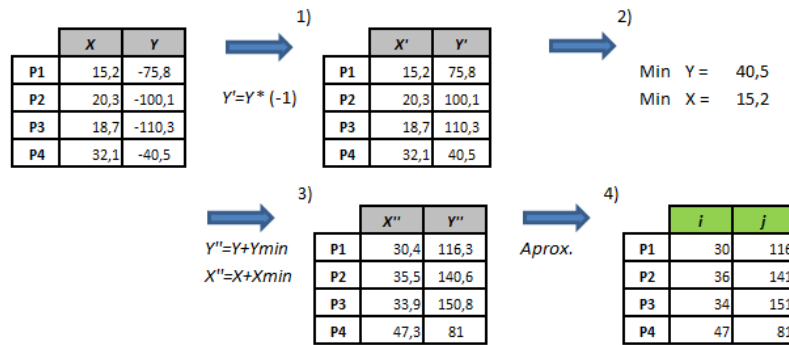 1)
2)
X Y
P1 15,2 -75,8
P2 20,3 -100,1
P3 18,7 -110,3
P4 32,1 -40,5
Y'=Y* (-1)
X' Y'
P1 15,2 75,8
P2 20,3 100,1
P3 18,7 110,3
P4 32,1 40,5
Min Y = 40,5
Min X = 15,2
3)
4)
Y''=Y+Ymin
X''=X+Xmin
X'' Y''
P1 30,4 116,3
P2 35,5 140,6
P3 33,9 150,8
P4 47,3 81
Aprox.
i j
P1 30 116
P2 36 141
P3 34 151
P4 47 81